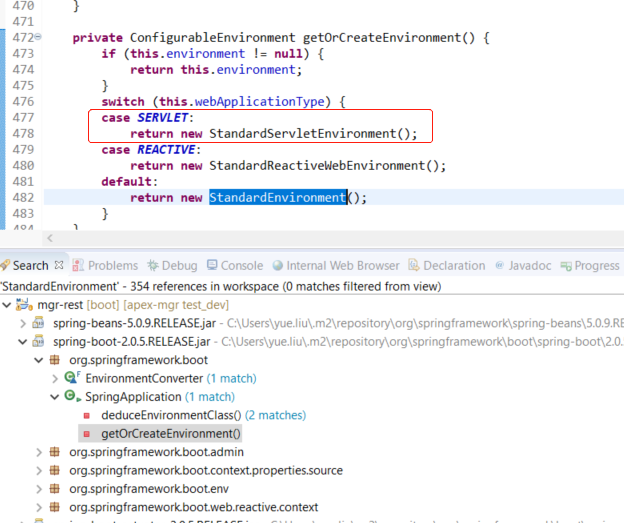 470 }
471
472 private ConfigurableEnvironment getOrCreateEnvironment() {
473 if (this.environment != null) {
474 return this.environment;
475 }
476 switch (this.webApplicationType) {
477 case SERVLET:
478 return new StandardServletEnvironment();
479 case REACTIVE:
480 return new StandardReactiveWebEnvironment();
481 default:
482 return new StandardEnvironment();
483 }
484 }
Search Problems Debug Console Internal Web Browser Declaration Javadoc Progress
'StandardEnvironment' - 354 references in workspace (0 matches filtered from view)
mgr-rest [boot] [apex-mgr test_dev]
spring-beans-5.0.9.RELEASE.jar - C:\Users\yue.liu\.m2\repository\org\springframework\spring-beans\5.0.9.RE
spring-boot-2.0.5.RELEASE.jar - C:\Users\yue.liu\.m2\repository\org\springframework\boot\spring-boot\2.0.
org.springframework.boot
EnvironmentConverter (1 match)
SpringApplication (1 match)
deduceEnvironmentClass() (2 matches)
getOrCreateEnvironment()
org.springframework.boot.admin
org.springframework.boot.context.properties.source
org.springframework.boot.env
org.springframework.boot.web.reactive.context